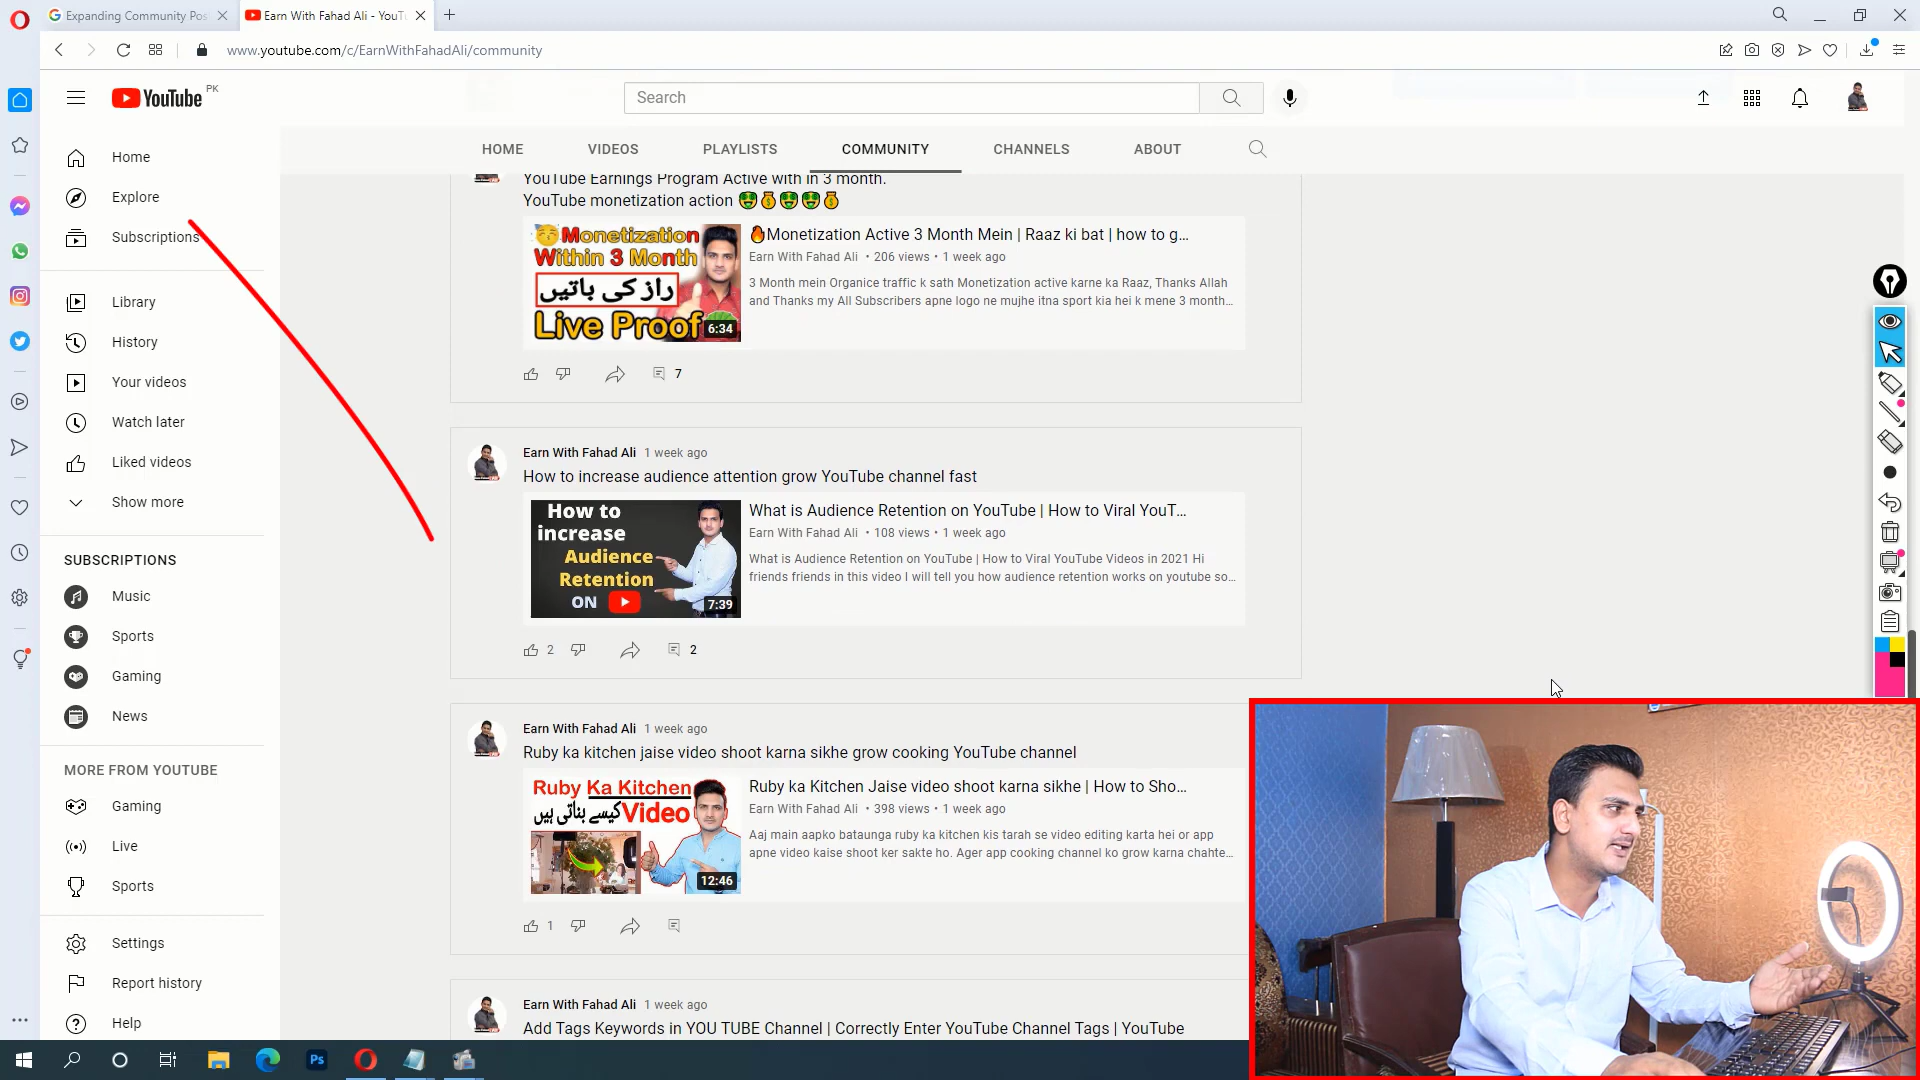 Expanding Community Pos
Earn With Fahad Ali - YouTu
www.youtube.com/c/EarnWithFahadAli/community
YouTube
PK
Search
Home
Explore
Subscriptions
Library
History
Your videos
Watch later
Liked videos
Show more
SUBSCRIPTIONS
Music
Sports
Gaming
News
MORE FROM YOUTUBE
Gaming
Live
Sports
Settings
Report history
Help
HOME
VIDEOS
PLAYLISTS
COMMUNITY
CHANNELS
ABOUT
YouTube Earnings Program Active with in 3 month.
YouTube monetization action 🤑💰🤑🤑💰
Monetization
Within 3 Month
راز کی باتیں
Live Proof
6:34
🔥Monetization Active 3 Month Mein | Raaz ki bat | how to g...
Earn With Fahad Ali • 206 views • 1 week ago
3 Month mein Organice traffic k sath Monetization active karne ka Raaz, Thanks Allah
and Thanks my All Subscribers apne logo ne mujhe itna sport kia hei k mene 3 month...
7
Earn With Fahad Ali 1 week ago
How to increase audience attention grow YouTube channel fast
How to
increase
Audience
Retention
ON
7:39
What is Audience Retention on YouTube | How to Viral YouT...
Earn With Fahad Ali • 108 views • 1 week ago
What is Audience Retention on YouTube | How to Viral YouTube Videos in 2021 Hi
friends friends in this video I will tell you how audience retention works on youtube so...
2
2
Earn With Fahad Ali 1 week ago
Ruby ka kitchen jaise video shoot karna sikhe grow cooking YouTube channel
Ruby Ka Kitchen
کیسے بناتی ہیں Video
12:46
Ruby ka Kitchen Jaise video shoot karna sikhe | How to Sho...
Earn With Fahad Ali • 398 views • 1 week ago
Aaj main aapko bataunga ruby ka kitchen kis tarah se video editing karta hei or app
apne video kaise shoot ker sakte ho. Ager app cooking channel ko grow karna chahte...
1
Earn With Fahad Ali 1 week ago
Add Tags Keywords in YOU TUBE Channel | Correctly Enter YouTube Channel Tags | YouTube
Ps